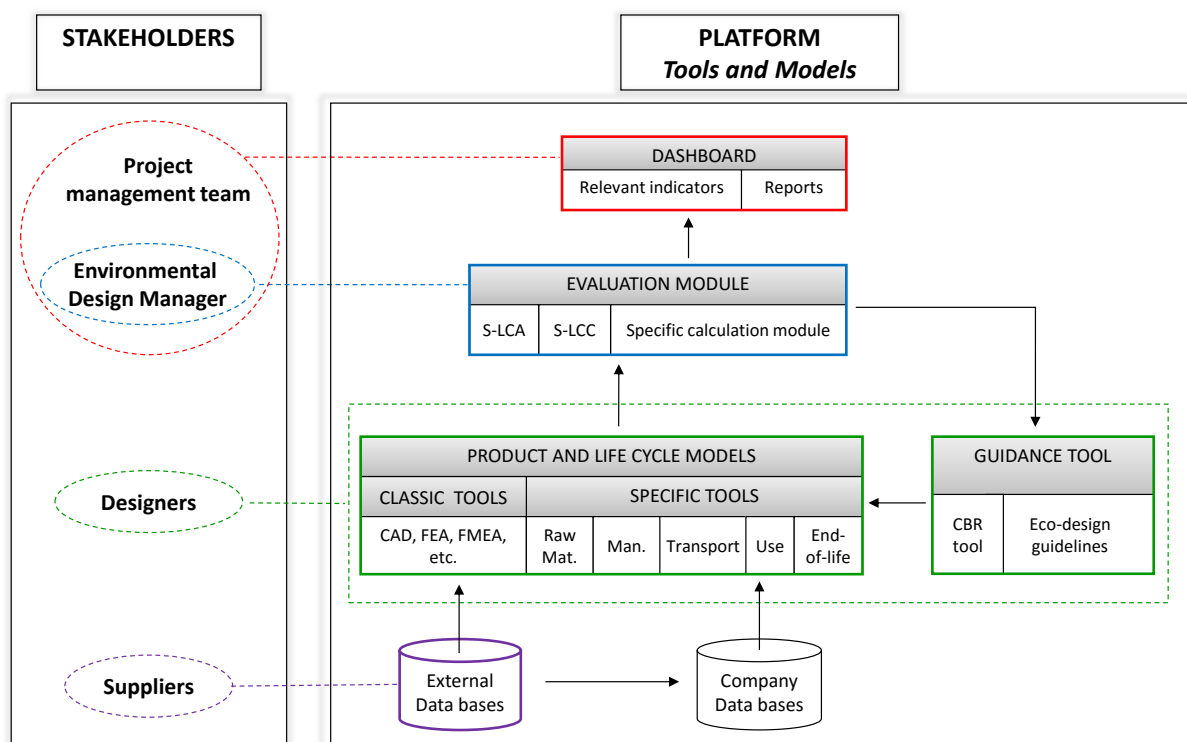 STAKEHOLDERS
PLATFORM
Tools and Models
Project
management team
Environmental
Design Manager
Designers
Suppliers
DASHBOARD
Relevant indicators
Reports
EVALUATION MODULE
S-LCA
S-LCC
Specific calculation module
PRODUCT AND LIFE CYCLE MODELS
CLASSIC TOOLS
SPECIFIC TOOLS
CAD, FEA, FMEA,
etc.
Raw
Mat.
Man.
Transport
Use
End-
of-life
GUIDANCE TOOL
CBR
tool
Eco-design
guidelines
External
Data bases
Company
Data bases